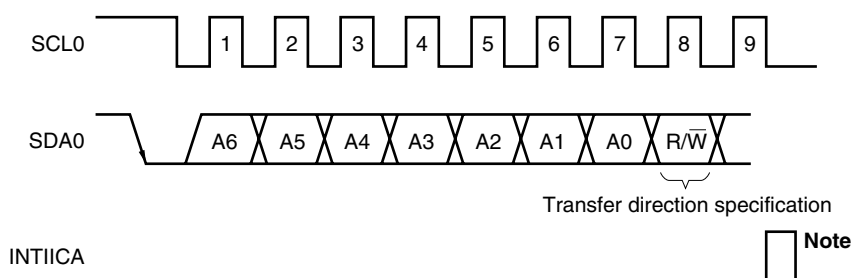 SCL0 1 2 3 4 5 6 7 8 9
SDA0 A6 A5 A4 A3 A2 A1 A0 R/W̅
Transfer direction specification
INTIICA Note